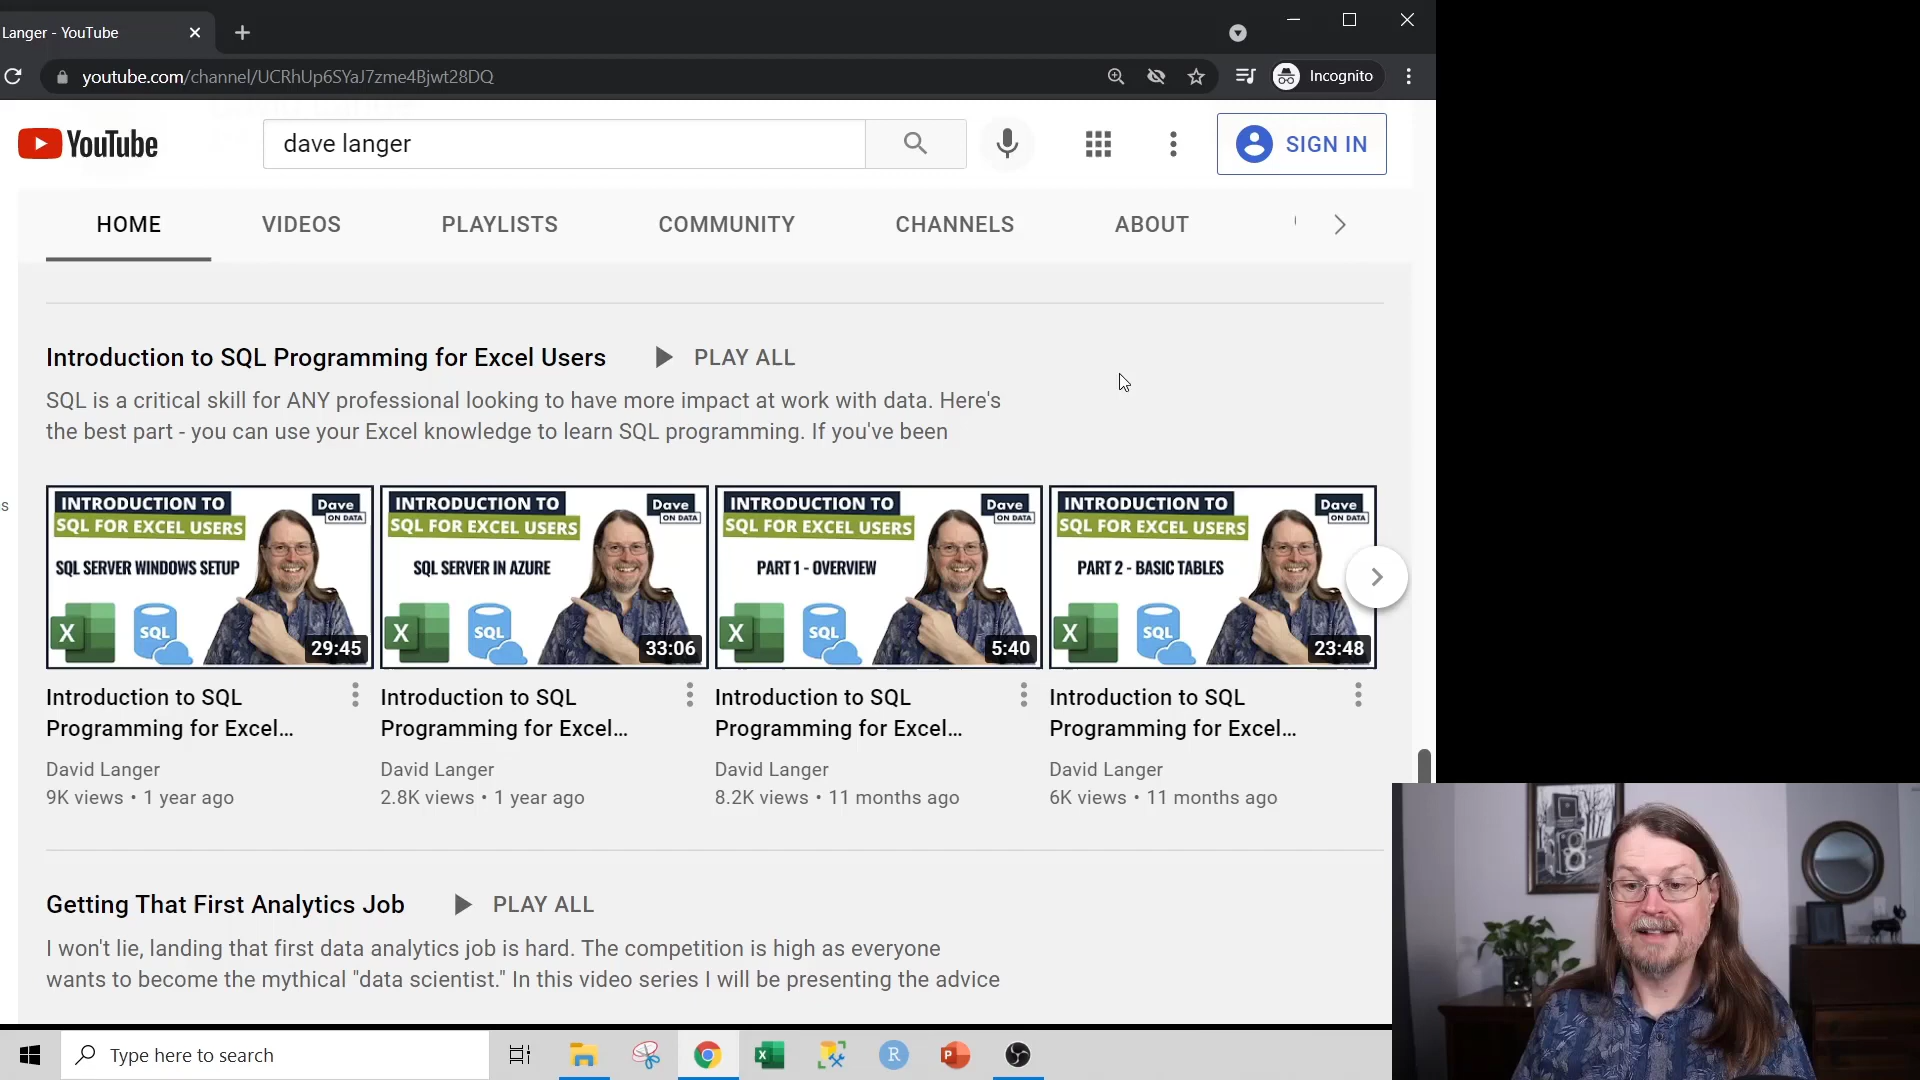 Langer - YouTube
youtube.com/channel/UCRhUp6SYaJ7zme4Bjwt28DQ
Incognito
YouTube
dave langer
SIGN IN
HOME VIDEOS PLAYLISTS COMMUNITY CHANNELS ABOUT
Introduction to SQL Programming for Excel Users PLAY ALL
SQL is a critical skill for ANY professional looking to have more impact at work with data. Here's
the best part - you can use your Excel knowledge to learn SQL programming. If you've been
s
INTRODUCTION TO
SQL FOR EXCEL USERS
Dave
ON DATA
SQL SERVER WINDOWS SETUP
X
SQL
29:45
INTRODUCTION TO
SQL FOR EXCEL USERS
Dave
ON DATA
SQL SERVER IN AZURE
X
SQL
33:06
INTRODUCTION TO
SQL FOR EXCEL USERS
Dave
ON DATA
PART 1 - OVERVIEW
X
SQL
5:40
INTRODUCTION TO
SQL FOR EXCEL USERS
Dave
ON DATA
PART 2 - BASIC TABLES
X
SQL
23:48
Introduction to SQL
Programming for Excel...
David Langer
9K views • 1 year ago
Introduction to SQL
Programming for Excel...
David Langer
2.8K views • 1 year ago
Introduction to SQL
Programming for Excel...
David Langer
8.2K views • 11 months ago
Introduction to SQL
Programming for Excel...
David Langer
6K views • 11 months ago
Getting That First Analytics Job PLAY ALL
I won't lie, landing that first data analytics job is hard. The competition is high as everyone
wants to become the mythical "data scientist." In this video series I will be presenting the advice
Type here to search
X
R
P